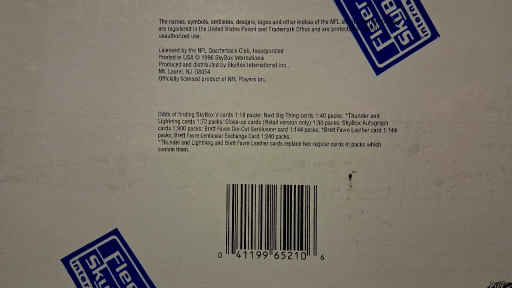 The names, symbols, emblems, designs, logos and other indicia of the NFL
are registered in the United States Patent and Trademark Office and are
unauthorized use.
Licensed by the NFL Quarterback Club, Incorporated
Printed in USA © 1996 SkyBox International
Produced and distributed by SkyBox International Inc.,
Mt. Laurel, NJ 08054
Officially licensed product of NFL Players Inc.
Odds of finding SkyBox V cards 1:18 packs; Next Big Thing cards 1:40 packs; *Thunder and
Lightning cards 1:72 packs; Close-ups cards (Retail version only) 1:30 packs; SkyBox Autograph
cards 1:900 packs; Brett Favre Die-Cut card 1:144 packs; *Brett Favre Leather card 1:144
packs; Brett Favre Lenticular Exchange Card 1:240 packs.
*Thunder and Lightning and Brett Favre Leather cards replace two regular cards in packs which
contain them.
0 41199 65210 6
Fleer
SkyBox
Fleer